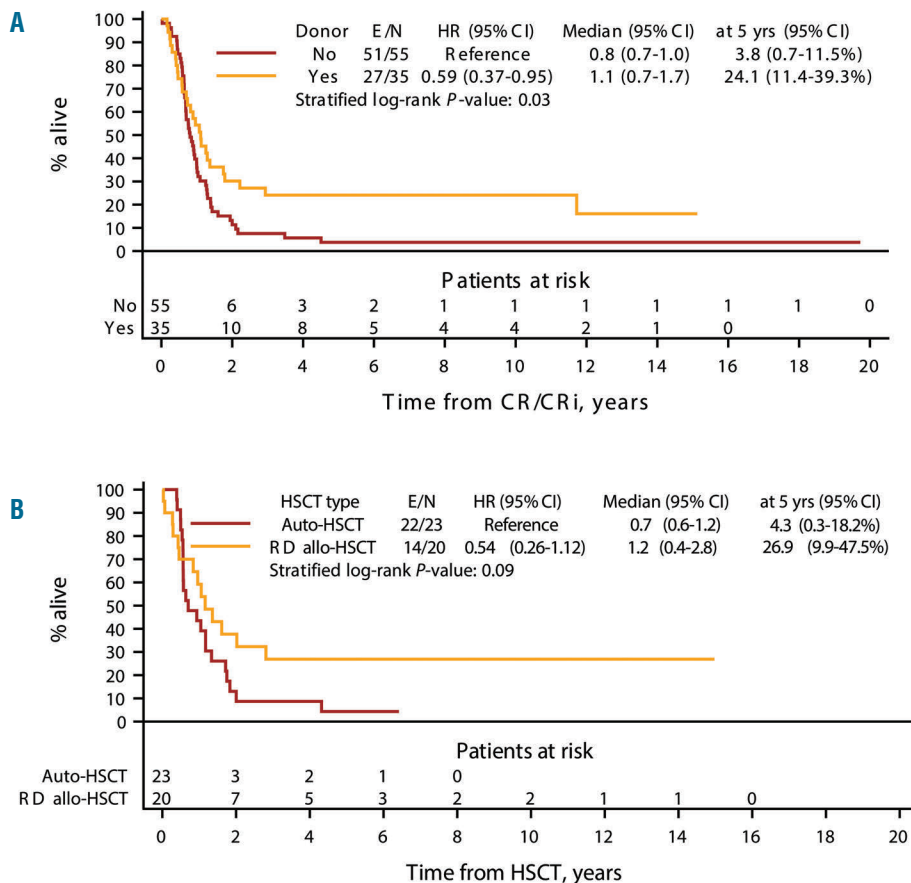 A
Donor E/N HR (95% CI) Median (95% CI) at 5 yrs (95% CI)
No 51/55 Reference 0.8 (0.7-1.0) 3.8 (0.7-11.5%)
Yes 27/35 0.59 (0.37-0.95) 1.1 (0.7-1.7) 24.1 (11.4-39.3%)
Stratified log-rank P-value: 0.03
% alive
100
90
80
70
60
50
40
30
20
10
0
Patients at risk
No 55 6 3 2 1 1 1 1 1 1 0
Yes 35 10 8 5 4 4 2 1 0
0 2 4 6 8 10 12 14 16 18 20
Time from CR/CRi, years
B
HSCT type E/N HR (95% CI) Median (95% CI) at 5 yrs (95% CI)
Auto-HSCT 22/23 Reference 0.7 (0.6-1.2) 4.3 (0.3-18.2%)
RD allo-HSCT 14/20 0.54 (0.26-1.12) 1.2 (0.4-2.8) 26.9 (9.9-47.5%)
Stratified log-rank P-value: 0.09
% alive
100
90
80
70
60
50
40
30
20
10
0
Patients at risk
Auto-HSCT 23 3 2 1 0
RD allo-HSCT 20 7 5 3 2 2 1 1 0
0 2 4 6 8 10 12 14 16 18 20
Time from HSCT, years